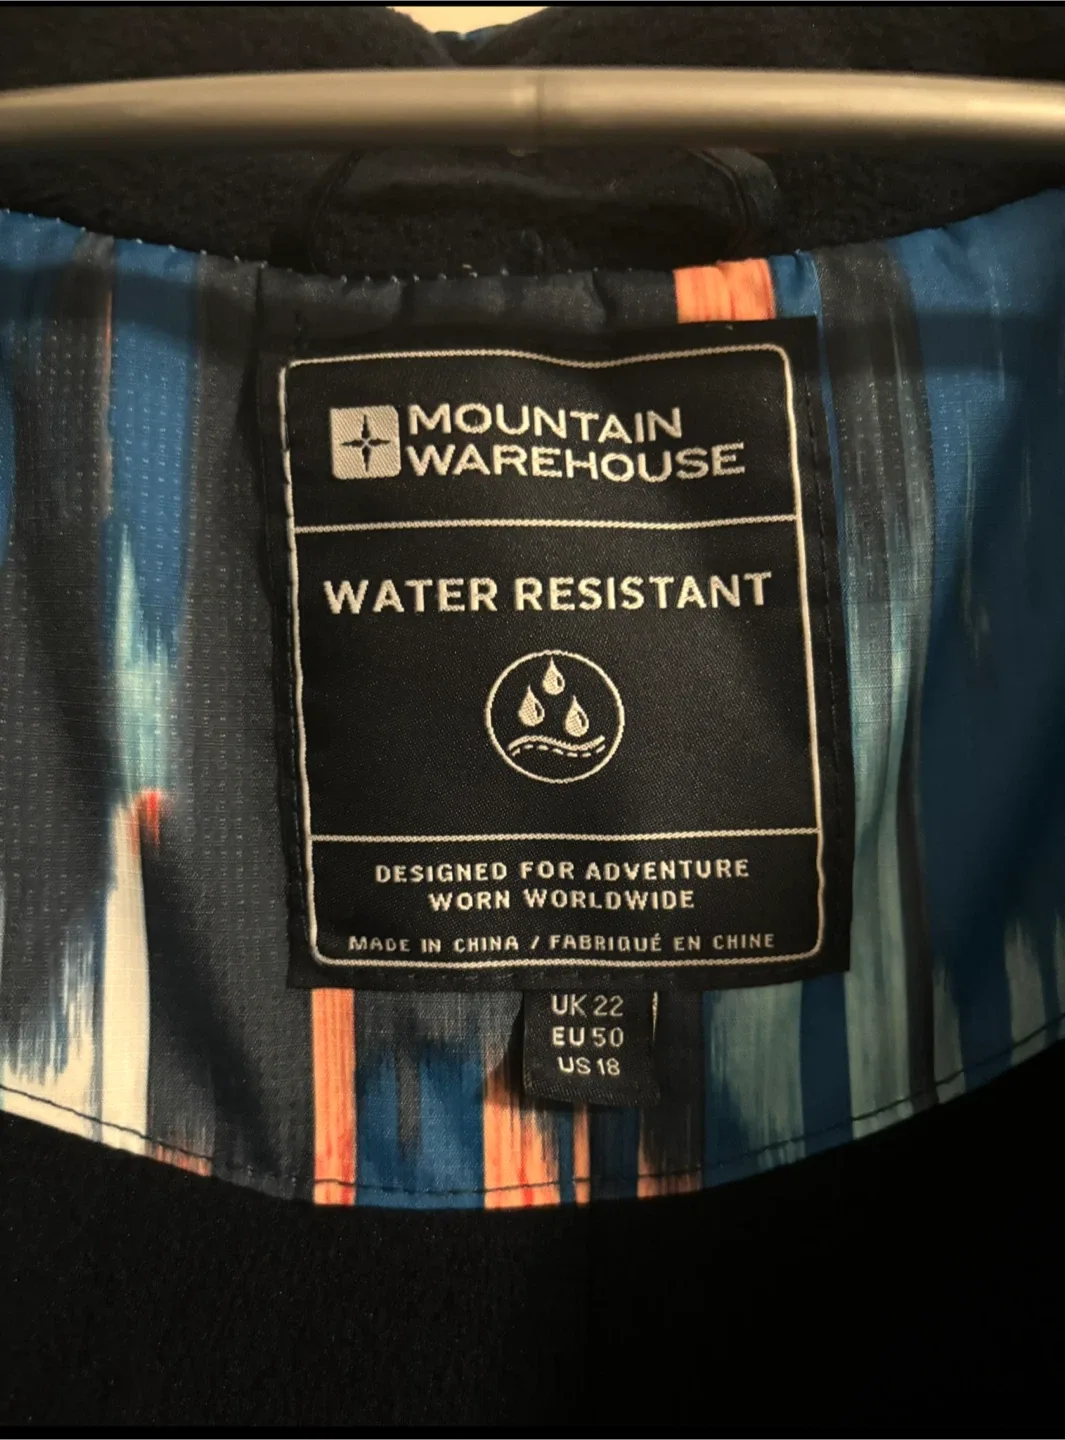 MOUNTAIN
WAREHOUSE
WATER RESISTANT
DESIGNED FOR ADVENTURE
WORN WORLDWIDE
MADE IN CHINA / FABRIQUÉ EN CHINE
UK 22
EU 50
US 18